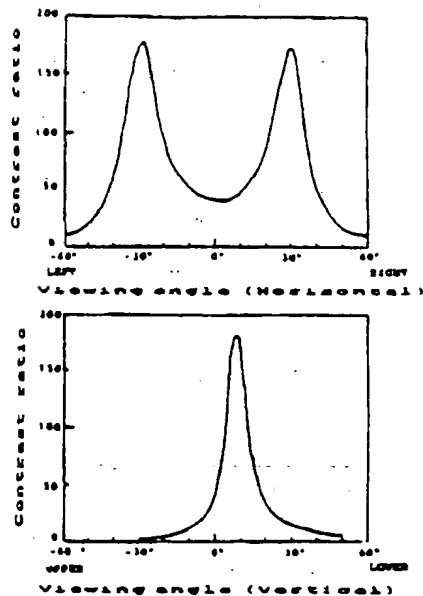 200
150
100
50
0
Contrast ratio
-60° -30° 0° 30° 60°
LEFT RIGHT
Viewing angle (Horizontal)
200
150
100
50
0
Contrast ratio
-60° -30° 0° 30° 60°
UPPER LOWER
Viewing angle (Vertical)